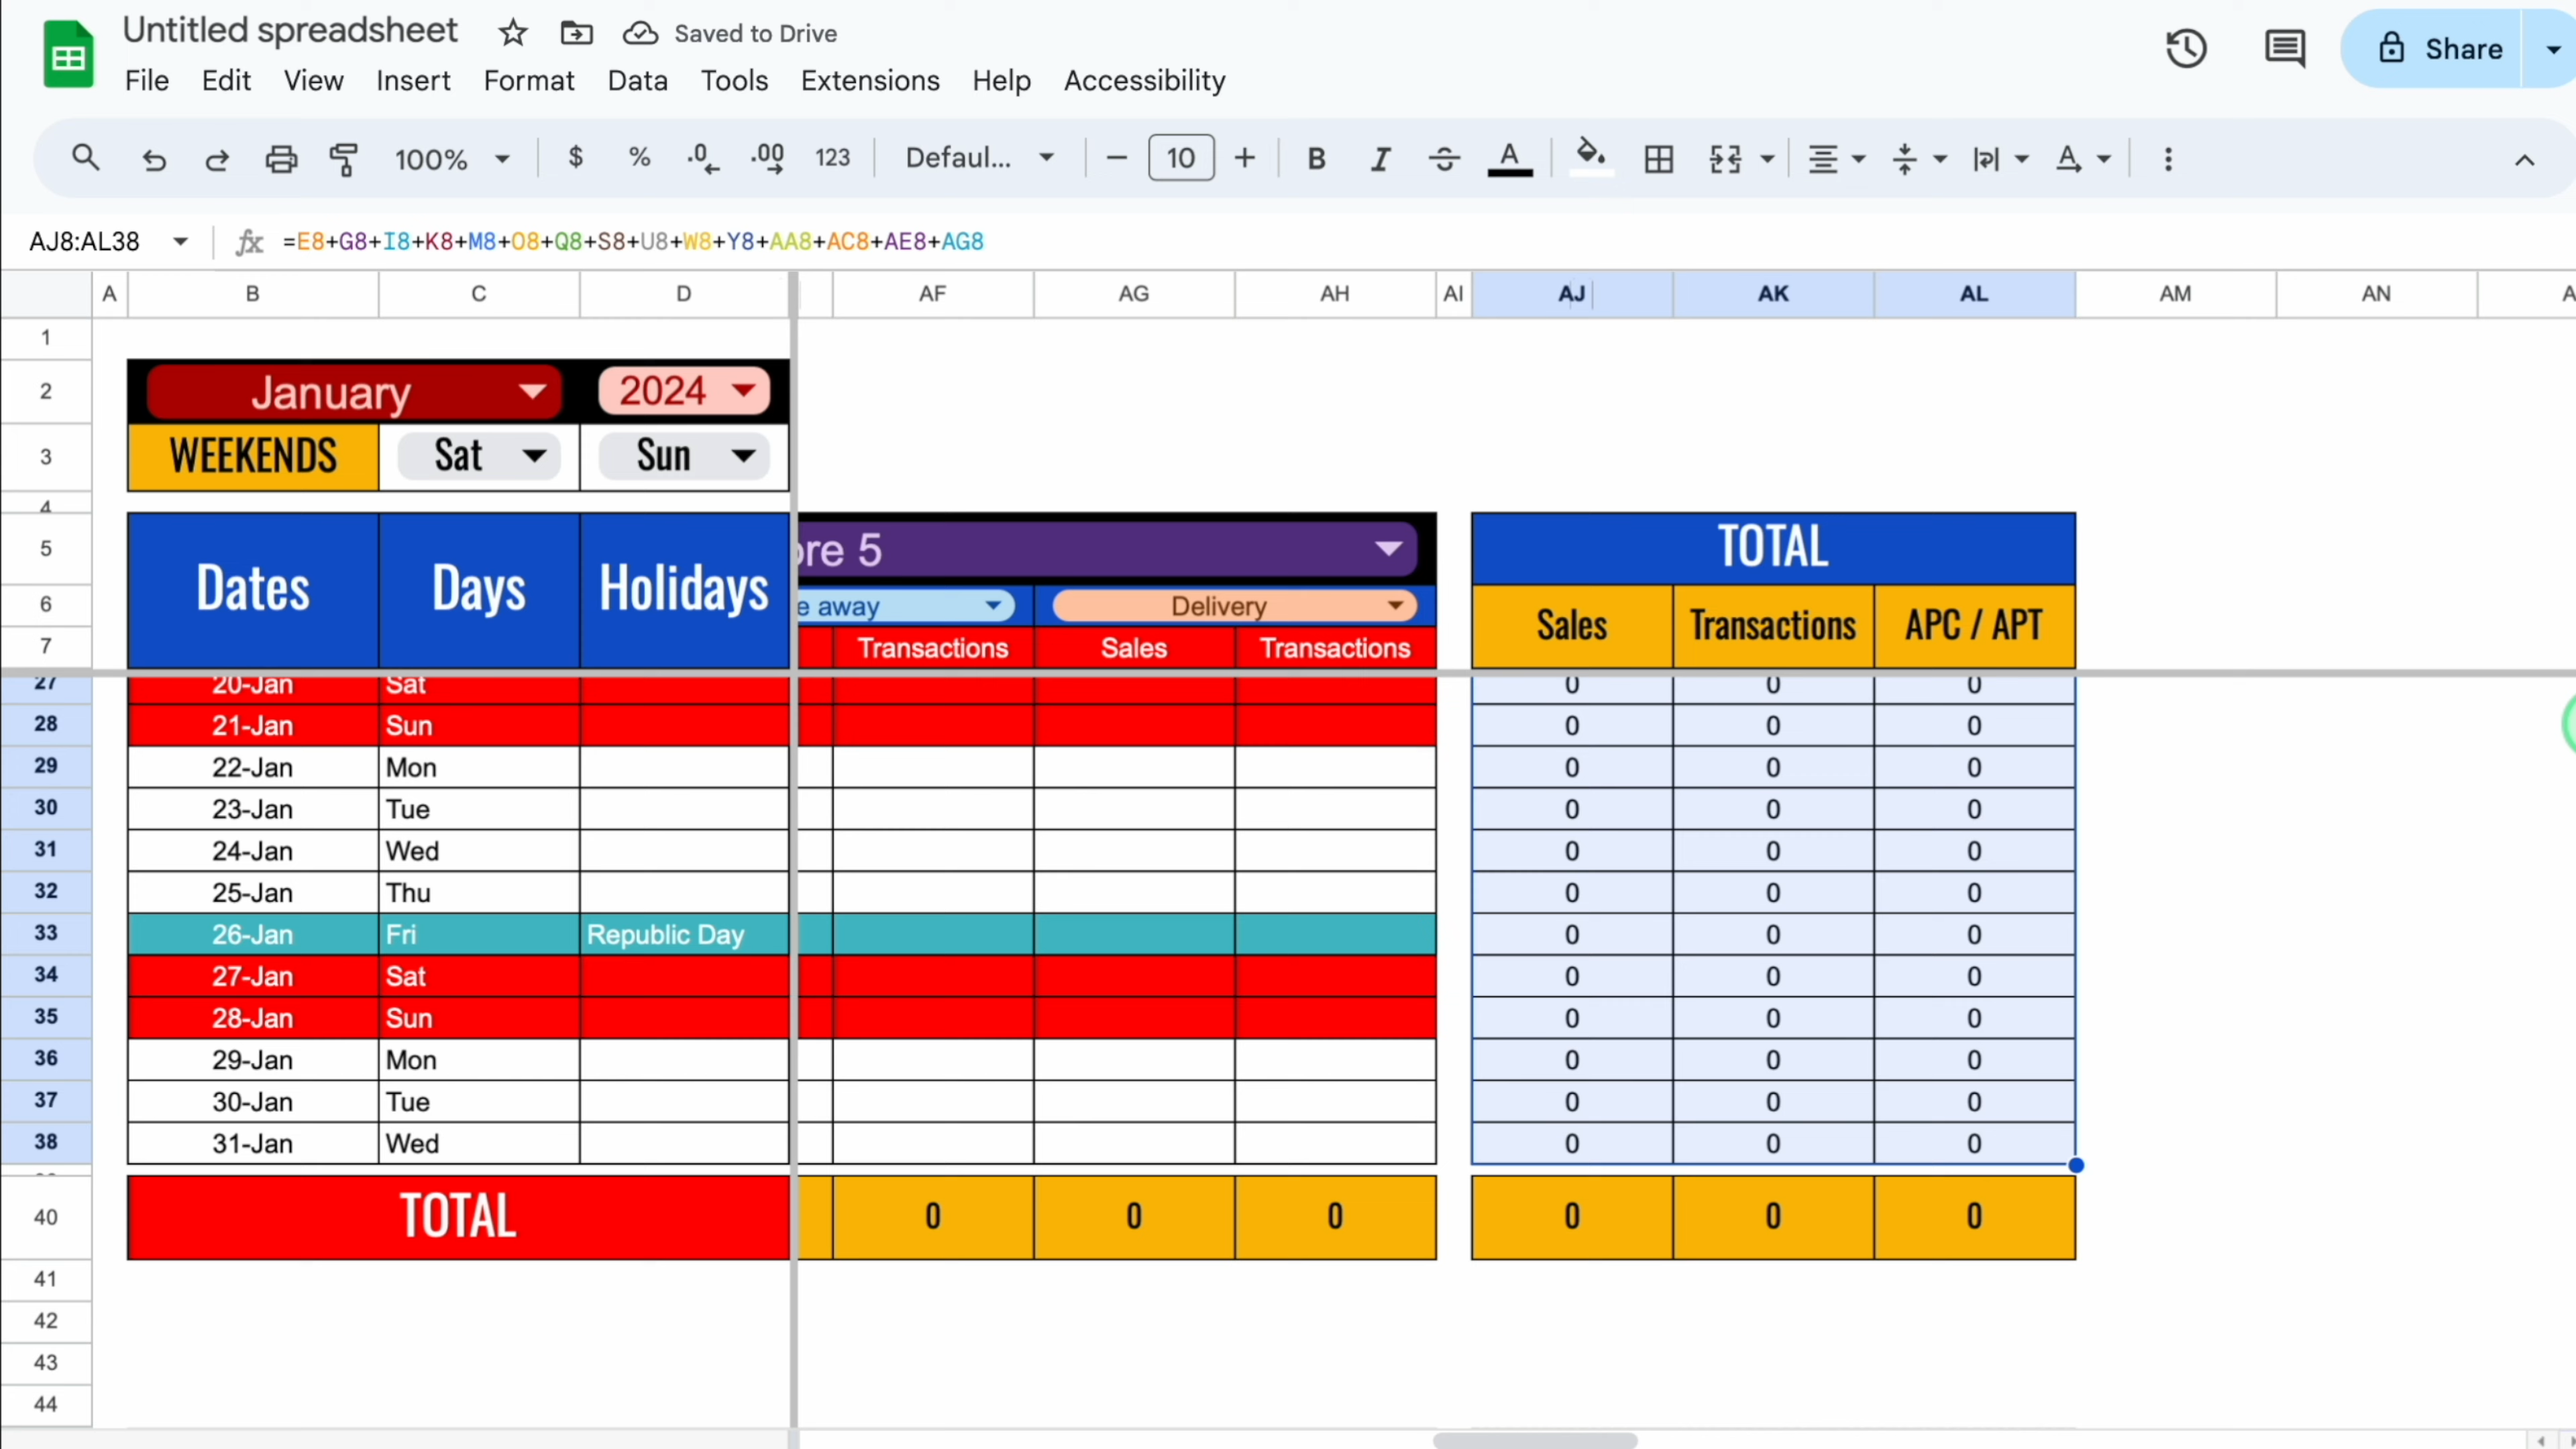 Untitled spreadsheet Saved to Drive
File Edit View Insert Format Data Tools Extensions Help Accessibility
Share
100% $ % .0 .00 123 Defaul... 10 B I A A
AJ8:AL38 fx =E8+G8+I8+K8+M8+O8+Q8+S8+U8+W8+Y8+AA8+AC8+AE8+AG8
A B C D AF AG AH AI AJ AK AL AM AN
1
2 January 2024
3 WEEKENDS Sat Sun
4
5 Dates Days Holidays ore 5 TOTAL
6 e away Delivery Sales Transactions APC / APT
7 Transactions Sales Transactions
27 20-Jan Sat 0 0 0
28 21-Jan Sun 0 0 0
29 22-Jan Mon 0 0 0
30 23-Jan Tue 0 0 0
31 24-Jan Wed 0 0 0
32 25-Jan Thu 0 0 0
33 26-Jan Fri Republic Day 0 0 0
34 27-Jan Sat 0 0 0
35 28-Jan Sun 0 0 0
36 29-Jan Mon 0 0 0
37 30-Jan Tue 0 0 0
38 31-Jan Wed 0 0 0
40 TOTAL 0 0 0 0 0 0
41
42
43
44